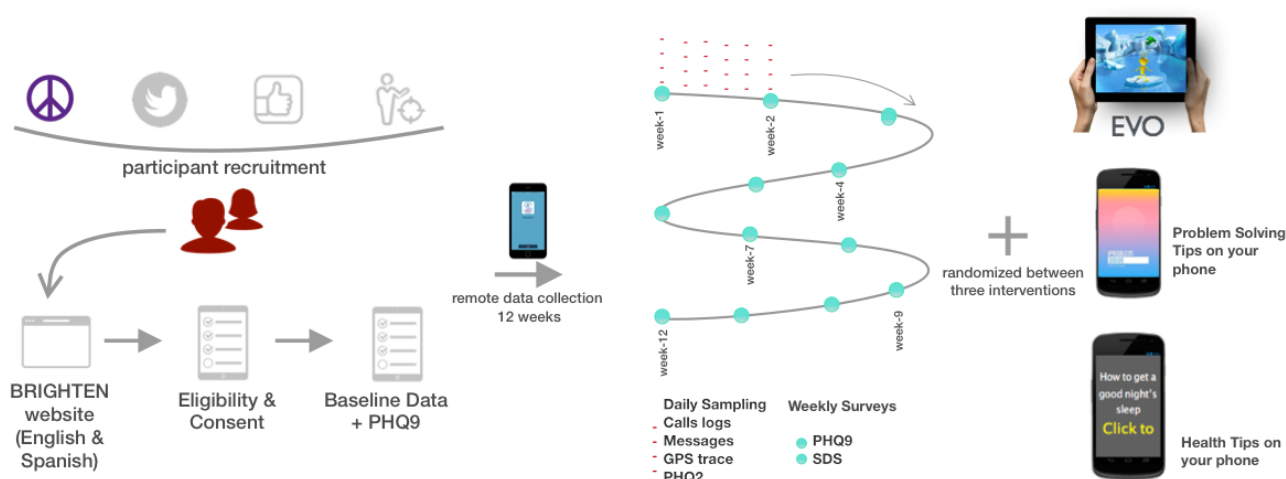 participant recruitment
BRIGHTEN
website
(English &
Spanish)
Eligibility &
Consent
Baseline Data
+ PHQ9
remote data collection
12 weeks
week-1
week-2
week-4
week-7
week-9
week-12
Daily Sampling
Calls logs
Messages
GPS trace
PHQ2
Weekly Surveys
PHQ9
SDS
randomized between
three interventions
EVO
Problem Solving
Tips on your
phone
How to get a
good night's
sleep
Click to
Health Tips on
your phone